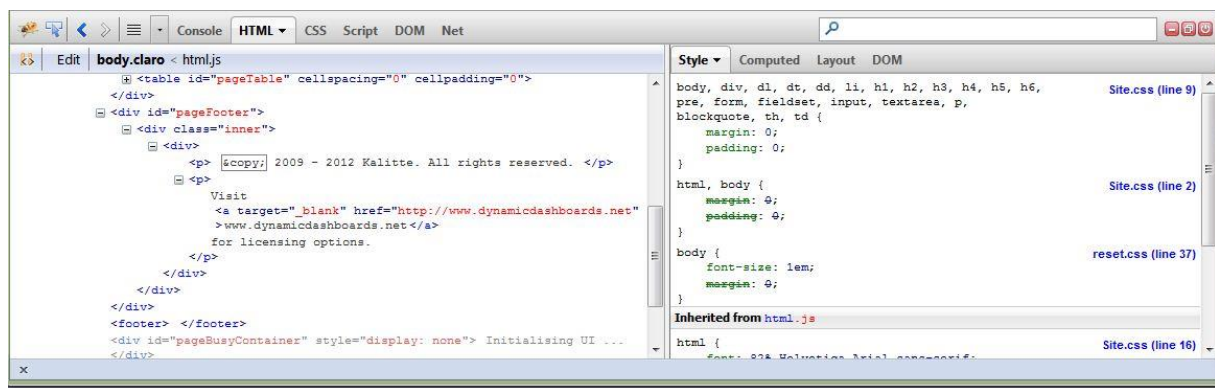 Console HTML CSS Script DOM Net
Edit body.claro < html.js
<table id="pageTable" cellspacing="0" cellpadding="0">
</div>
<div id="pageFooter">
<div class="inner">
<div>
<p> &copy; 2009 - 2012 Kalitte. All rights reserved. </p>
<p>
Visit
<a target="_blank" href="http://www.dynamicdashboards.net"
>www.dynamicdashboards.net</a>
for licensing options.
</p>
</div>
</div>
</div>
<footer> </footer>
<div id="pageBusyContainer" style="display: none"> Initialising UI ...
</div>
Style Computed Layout DOM
body, div, dl, dt, dd, li, h1, h2, h3, h4, h5, h6, Site.css (line 9)
pre, form, fieldset, input, textarea, p,
blockquote, th, td {
margin: 0;
padding: 0;
}
html, body { Site.css (line 2)
margin: 0;
padding: 0;
}
body { reset.css (line 37)
font-size: 1em;
margin: 0;
}
Inherited from html.js
html { Site.css (line 16)
font: 82% Helvetica,Arial,sans-serif;
x